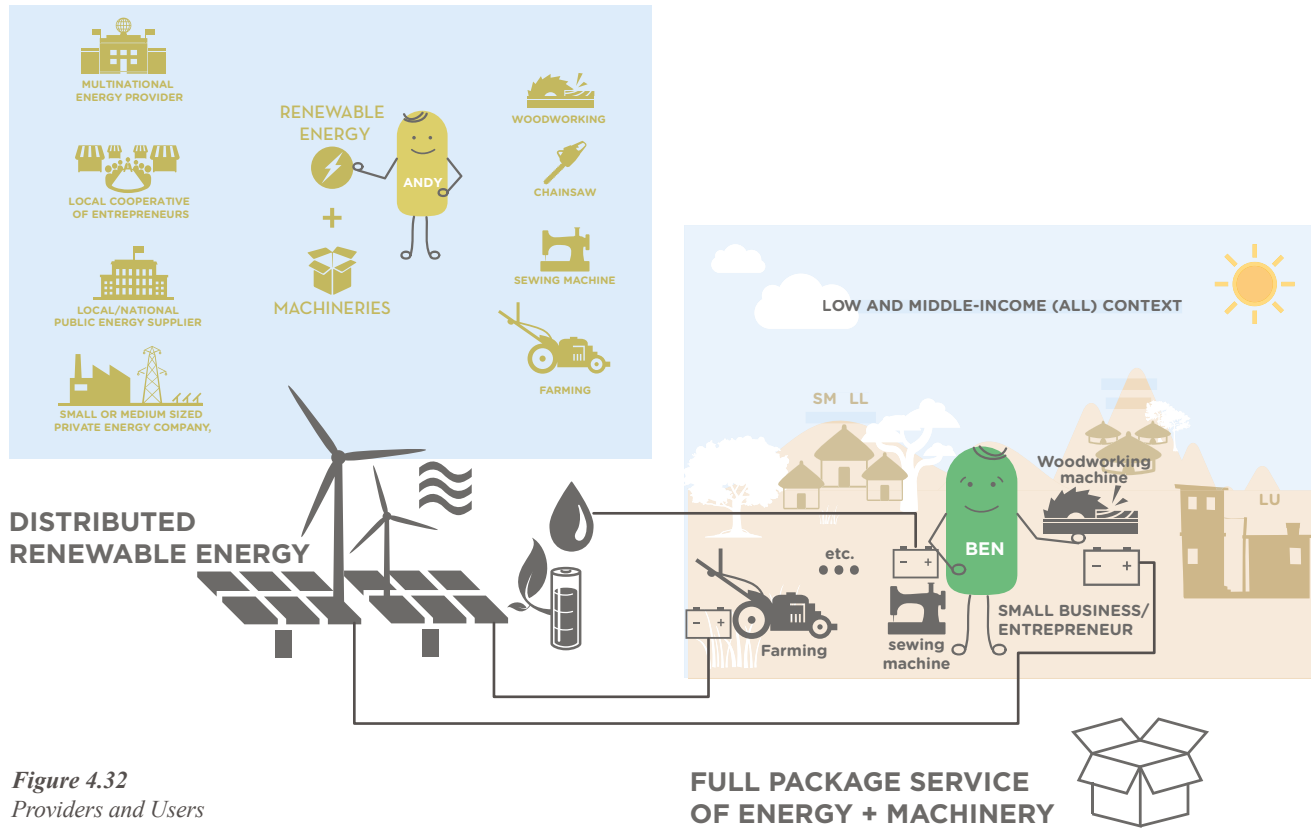 MULTINATIONAL
ENERGY PROVIDER
LOCAL COOPERATIVE
OF ENTREPRENEURS
LOCAL/NATIONAL
PUBLIC ENERGY SUPPLIER
SMALL OR MEDIUM SIZED
PRIVATE ENERGY COMPANY,
RENEWABLE
ENERGY
ANDY
+
MACHINERIES
WOODWORKING
CHAINSAW
SEWING MACHINE
FARMING
LOW AND MIDDLE-INCOME (ALL) CONTEXT
SM LL
LU
Woodworking
machine
BEN
etc.
- +
- +
- +
SMALL BUSINESS/
ENTREPRENEUR
Farming
sewing
machine
DISTRIBUTED
RENEWABLE ENERGY
FULL PACKAGE SERVICE
OF ENERGY + MACHINERY
Figure 4.32
Providers and Users